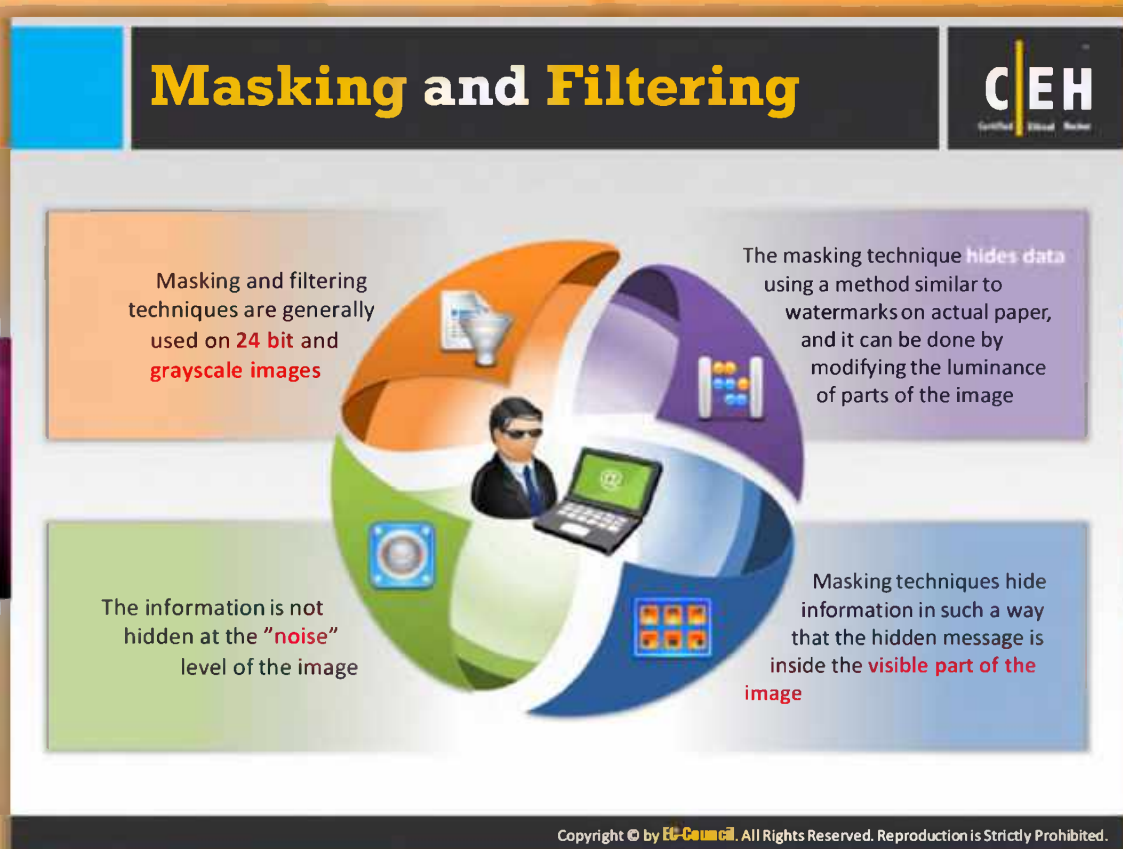 Masking and Filtering
C|EH
Certified Ethical Hacker
Masking and filtering
techniques are generally
used on 24 bit and
grayscale images
The masking technique hides data
using a method similar to
watermarks on actual paper,
and it can be done by
modifying the luminance
of parts of the image
The information is not
hidden at the "noise"
level of the image
Masking techniques hide
information in such a way
that the hidden message is
inside the visible part of the
image
@
Copyright © by EC-Council. All Rights Reserved. Reproduction is Strictly Prohibited.